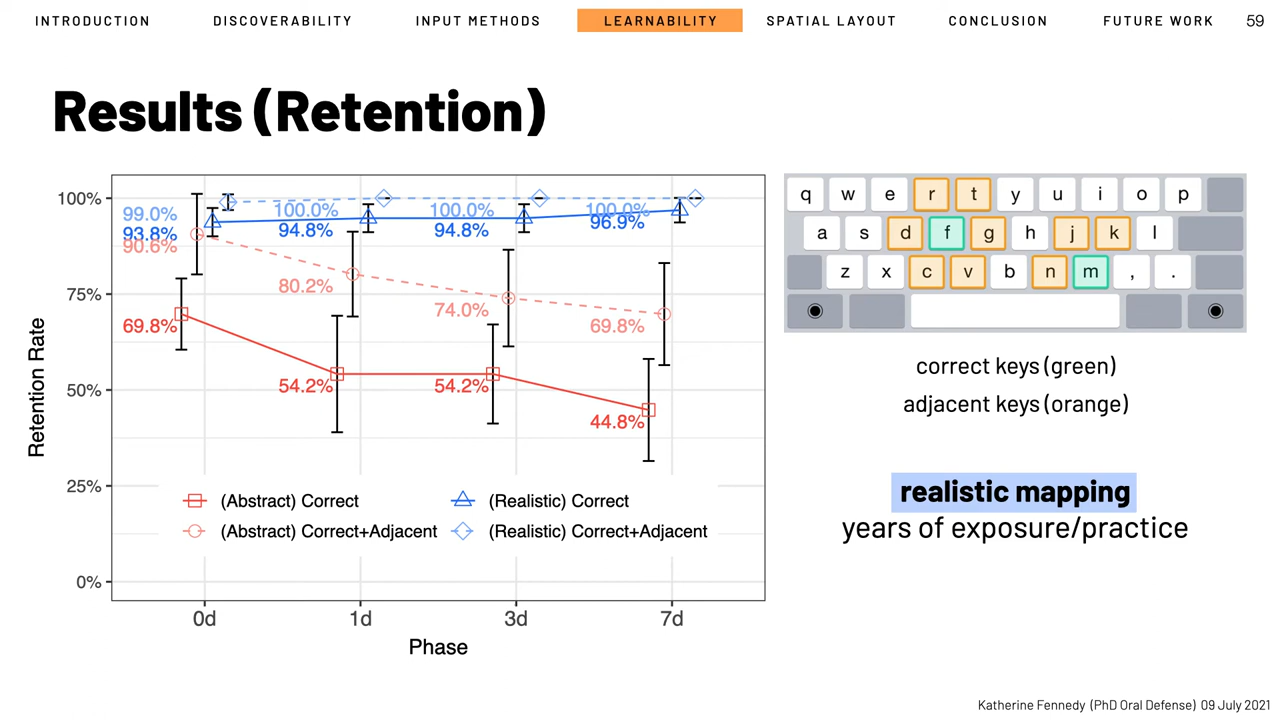 INTRODUCTION DISCOVERABILITY INPUT METHODS LEARNABILITY SPATIAL LAYOUT CONCLUSION FUTURE WORK 59
Results (Retention)
Retention Rate
100%
75%
50%
25%
0%
99.0% 100.0% 100.0% 100.0%
93.8% 94.8% 94.8% 96.9%
90.6% 80.2% 74.0% 69.8%
69.8% 54.2% 54.2% 44.8%
(Abstract) Correct (Realistic) Correct
(Abstract) Correct+Adjacent (Realistic) Correct+Adjacent
0d 1d 3d 7d
Phase
q w e r t y u i o p
a s d f g h j k l
z x c v b n m , .
correct keys (green)
adjacent keys (orange)
realistic mapping
years of exposure/practice
Katherine Fennedy (PhD Oral Defense) 09 July 2021